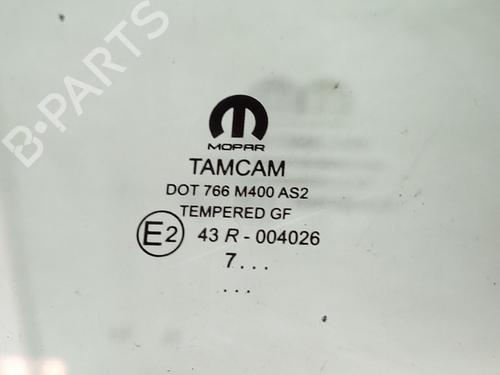 B-PARTS
MOPAR
TAMCAM
DOT 766 M400 AS2
TEMPERED GF
E2 43 R - 004026
7...
...